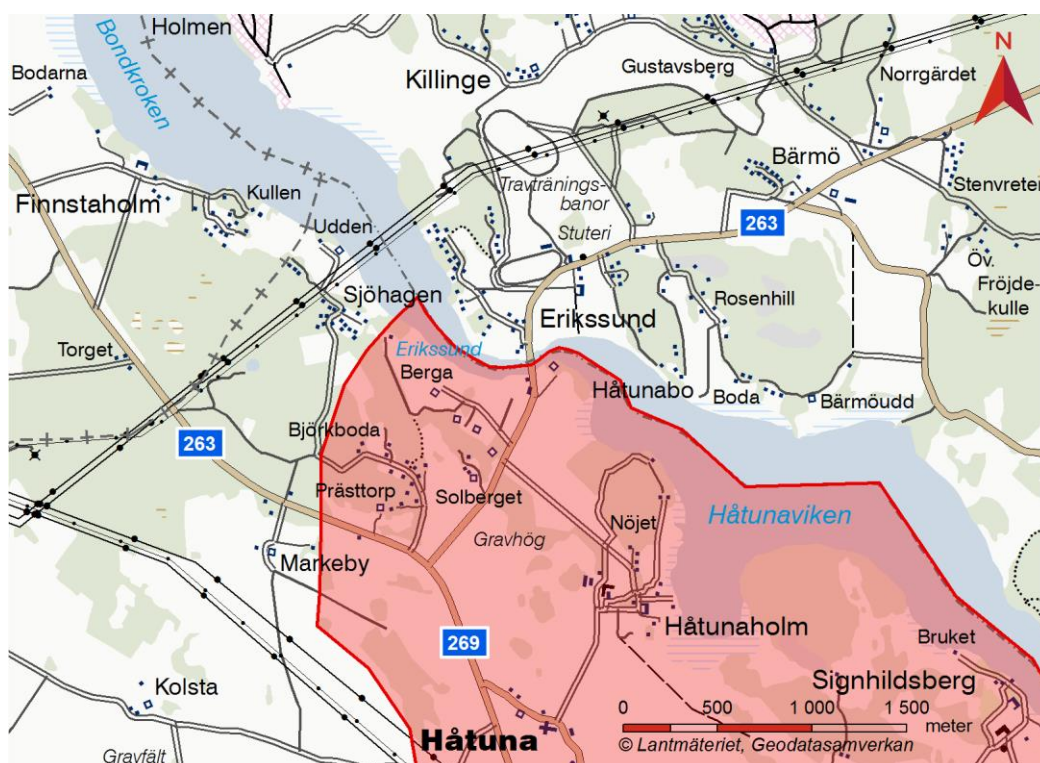 Holmen
Bondkroken
Bodarna
Killinge
Gustavsberg
Norrgärdet
N
Bärmö
Travtränings-
banor
Stuteri
Stenvreten
Finnstaholm
Kullen
Udden
263
Öv.
Fröjde-
kulle
Sjöhagen
Rosenhill
Erikssund
Torget
Erikssund
Berga
Håtunabo
Boda
Bärmöudd
Björkboda
263
Prästtorp
Solberget
Gravhög
Nöjet
Håtunaviken
Markeby
269
Håtunaholm
Bruket
Signhildsberg
Kolsta
0 500 1 000 1 500
meter
Håtuna
© Lantmäteriet, Geodatasamverkan
Gravfält